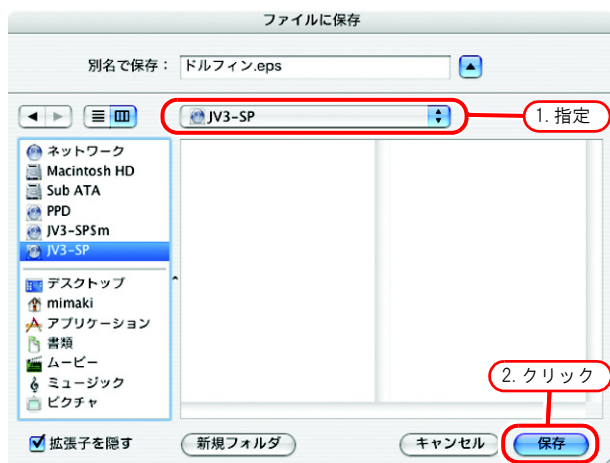 ファイルに保存
別名で保存：
ドルフィン.eps
JV3-SP
1. 指定
ネットワーク
Macintosh HD
Sub ATA
PPD
JV3-SPSm
JV3-SP
デスクトップ
mimaki
アプリケーション
書類
ムービー
ミュージック
ピクチャ
2. クリック
拡張子を隠す
新規フォルダ
キャンセル
保存